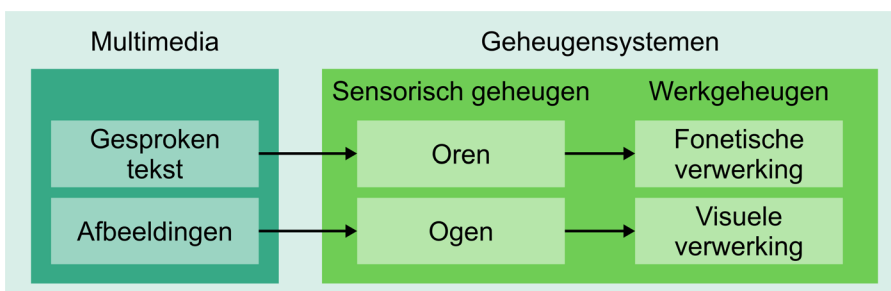 Multimedia
Geheugensystemen
Sensorisch geheugen
Werkgeheugen
Gesproken
tekst
Oren
Fonetische
verwerking
Afbeeldingen
Ogen
Visuele
verwerking